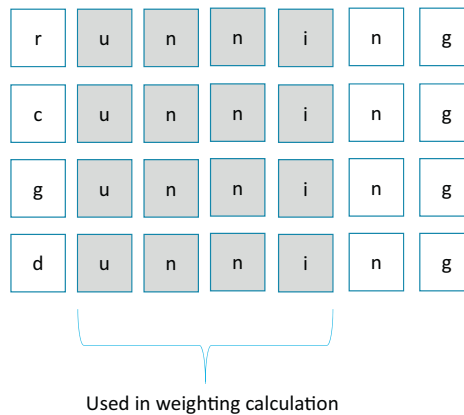 r u n n i n g
c u n n i n g
g u n n i n g
d u n n i n g
Used in weighting calculation